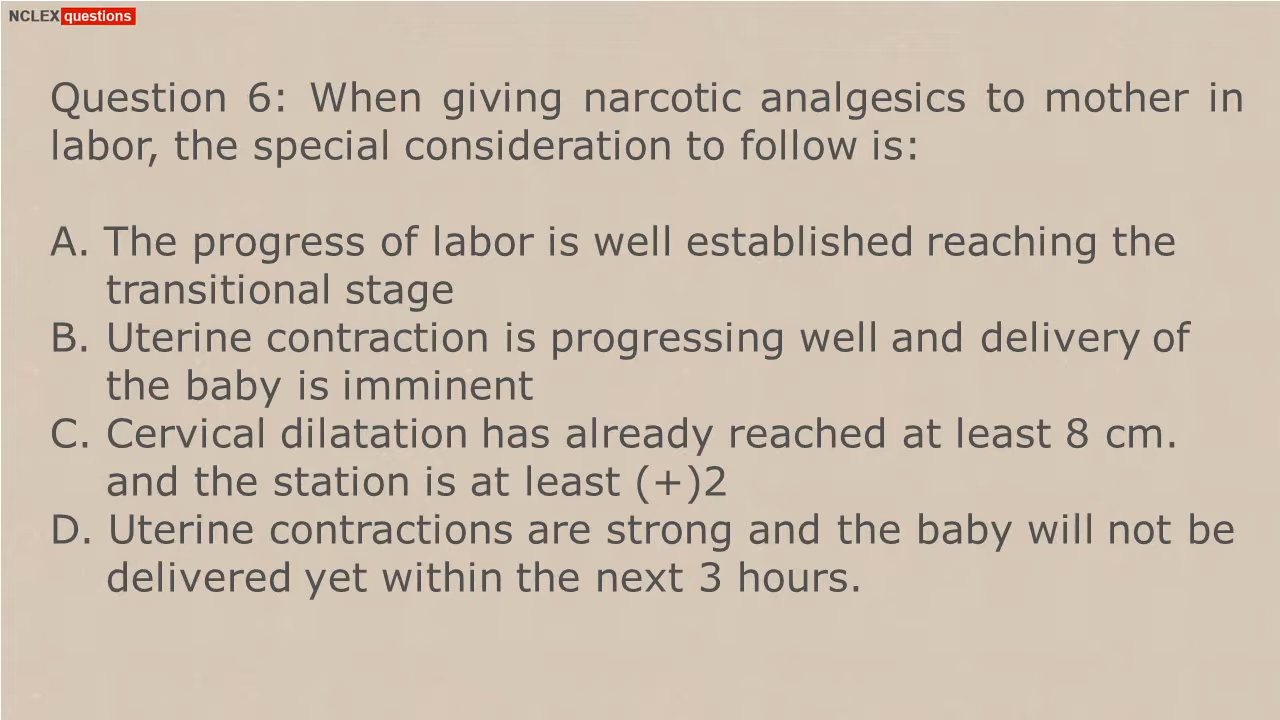 NCLEX questions
Question 6: When giving narcotic analgesics to mother in
labor, the special consideration to follow is:
A. The progress of labor is well established reaching the
transitional stage
B. Uterine contraction is progressing well and delivery of
the baby is imminent
C. Cervical dilatation has already reached at least 8 cm.
and the station is at least (+)2
D. Uterine contractions are strong and the baby will not be
delivered yet within the next 3 hours.